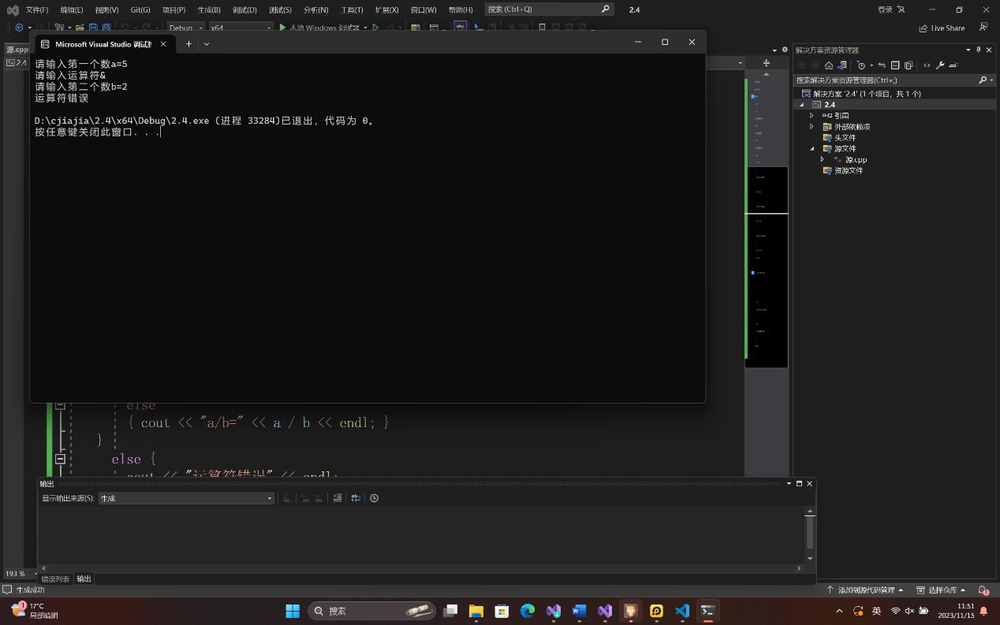 文件(F) 编辑(E) 视图(V) Git(G) 项目(P) 生成(B) 调试(D) 测试(S) 分析(N) 工具(T) 扩展(X) 窗口(W) 帮助(H) 搜索 (Ctrl+Q) 2.4 登录
Debug x64 本地 Windows 调试器 Live Share
源.cpp
2.4
Microsoft Visual Studio 调试控
请输入第一个数a=5
请输入运算符&
请输入第二个数b=2
运算符错误
D:\cjiajia\2.4\x64\Debug\2.4.exe (进程 33284)已退出，代码为 0。
按任意键关闭此窗口. . .
解决方案资源管理器
搜索解决方案资源管理器(Ctrl+;)
解决方案 '2.4' (1 个项目，共 1 个)
2.4
引用
外部依赖项
头文件
源文件
源.cpp
资源文件
else
{ cout << "a/b=" << a / b << endl; }
}
else {
cout << "运算符错误" << endl;
输出
显示输出来源(S): 生成
193 %
错误列表 输出
生成成功 添加到源代码管理 选择仓库 1
1 17°C
局部晴朗
搜索
英
11:51
2023/11/15